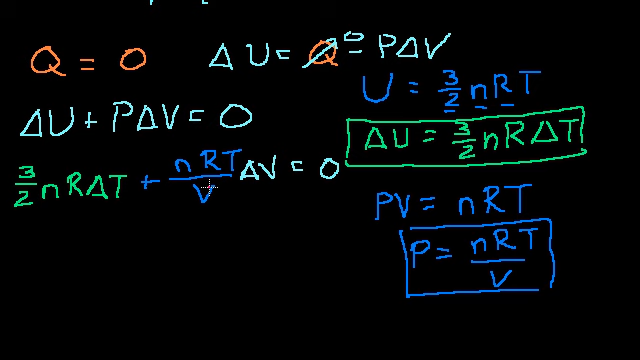 Q = 0
ΔU = Q⁰ - PΔV
U = 3/2 nRT
ΔU + PΔV = 0
ΔU = 3/2 nRΔT
3/2 nRΔT + nRT/V ΔV = 0
PV = nRT
P = nRT/V